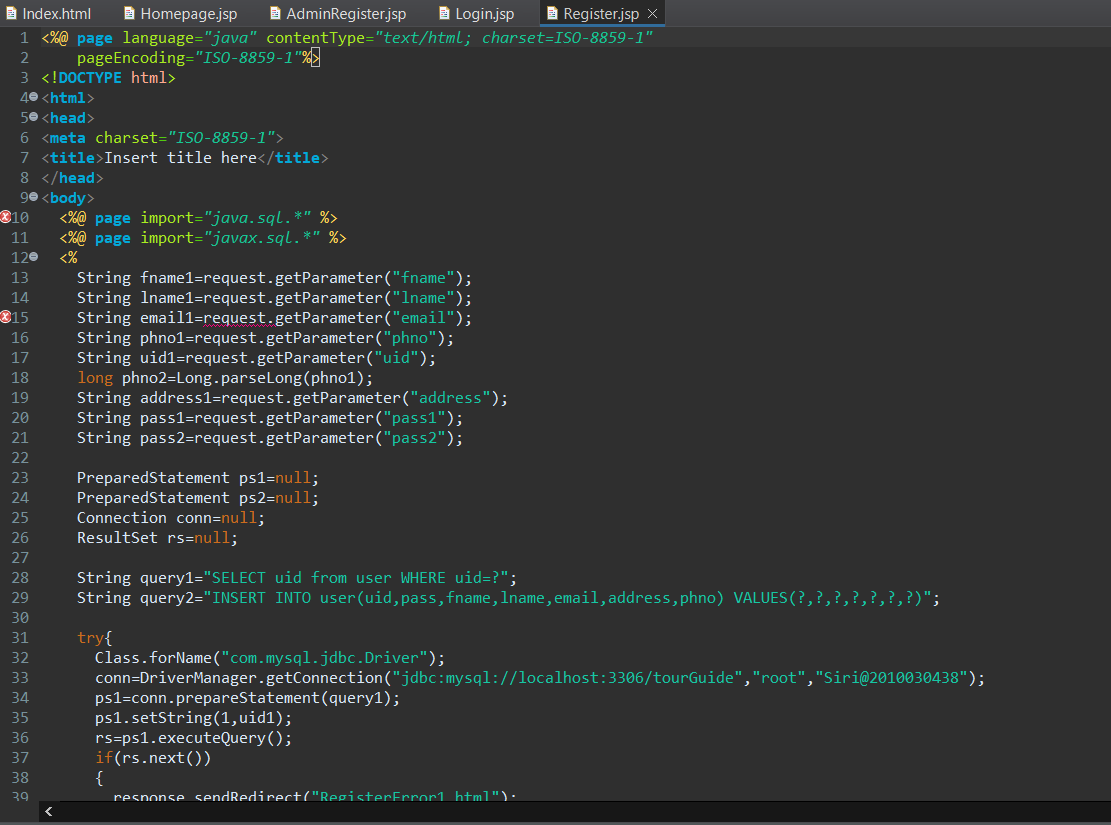 Index.html Homepage.jsp AdminRegister.jsp Login.jsp Register.jsp
1 <%@ page language="java" contentType="text/html; charset=ISO-8859-1"
2 pageEncoding="ISO-8859-1"%>
3 <!DOCTYPE html>
4 <html>
5 <head>
6 <meta charset="ISO-8859-1">
7 <title>Insert title here</title>
8 </head>
9 <body>
10 <%@ page import="java.sql.*" %>
11 <%@ page import="javax.sql.*" %>
12 <%
13 String fname1=request.getParameter("fname");
14 String lname1=request.getParameter("lname");
15 String email1=request.getParameter("email");
16 String phno1=request.getParameter("phno");
17 String uid1=request.getParameter("uid");
18 long phno2=Long.parseLong(phno1);
19 String address1=request.getParameter("address");
20 String pass1=request.getParameter("pass1");
21 String pass2=request.getParameter("pass2");
22
23 PreparedStatement ps1=null;
24 PreparedStatement ps2=null;
25 Connection conn=null;
26 ResultSet rs=null;
27
28 String query1="SELECT uid from user WHERE uid=?";
29 String query2="INSERT INTO user(uid,pass,fname,lname,email,address,phno) VALUES(?,?,?,?,?,?,?)";
30
31 try{
32 Class.forName("com.mysql.jdbc.Driver");
33 conn=DriverManager.getConnection("jdbc:mysql://localhost:3306/tourGuide","root","Siri@2010030438");
34 ps1=conn.prepareStatement(query1);
35 ps1.setString(1,uid1);
36 rs=ps1.executeQuery();
37 if(rs.next())
38 {
39 response.sendRedirect("RegisterError1.html");